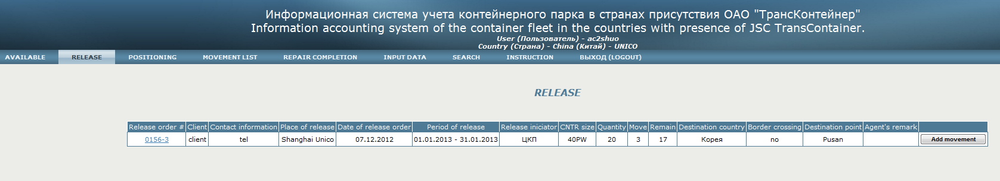 Информационная система учета контейнерного парка в странах присутствия ОАО "ТрансКонтейнер"
Information accounting system of the container fleet in the countries with presence of JSC TransContainer.
User (Пользователь) - ac2shuo
Country (Страна) - China (Китай) - UNICO
AVAILABLE RELEASE POSITIONING MOVEMENT LIST REPAIR COMPLETION INPUT DATA SEARCH INSTRUCTION ВЫХОД (LOGOUT)
RELEASE
Release order # Client Contact information Place of release Date of release order Period of release Release iniciator CNTR size Quantity Move Remain Destination country Border crossing Destination point Agent's remark
0156-3 client tel Shanghai Unico 07.12.2012 01.01.2013 - 31.01.2013 ЦКП 40PW 20 3 17 Корея no Pusan Add movement